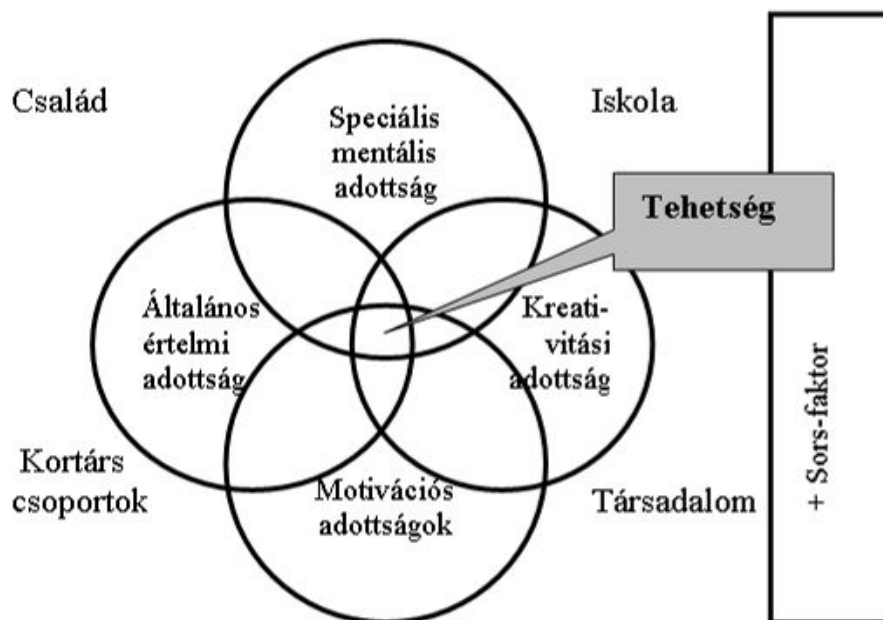 Család
Iskola
Speciális
mentális
adottság
Tehetség
Általános
értelmi
adottság
Kreati-
vitási
adottság
Kortárs
csoportok
Motivációs
adottságok
Társadalom
+ Sors-faktor